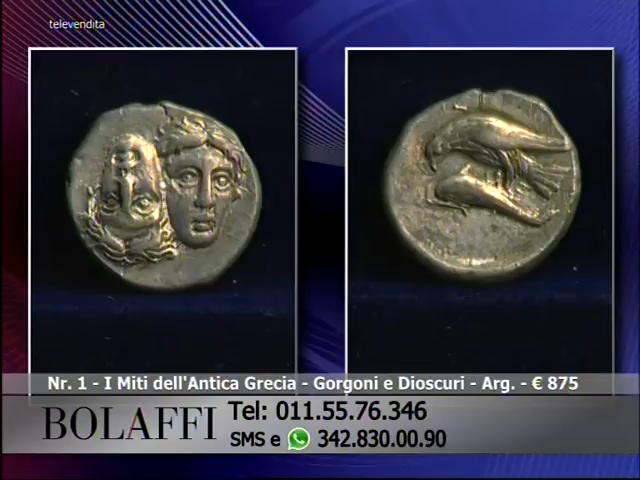 televendita
Nr. 1 - I Miti dell'Antica Grecia - Gorgoni e Dioscuri - Arg. - € 875
BOLAFFI
Tel: 011.55.76.346
SMS e 342.830.00.90